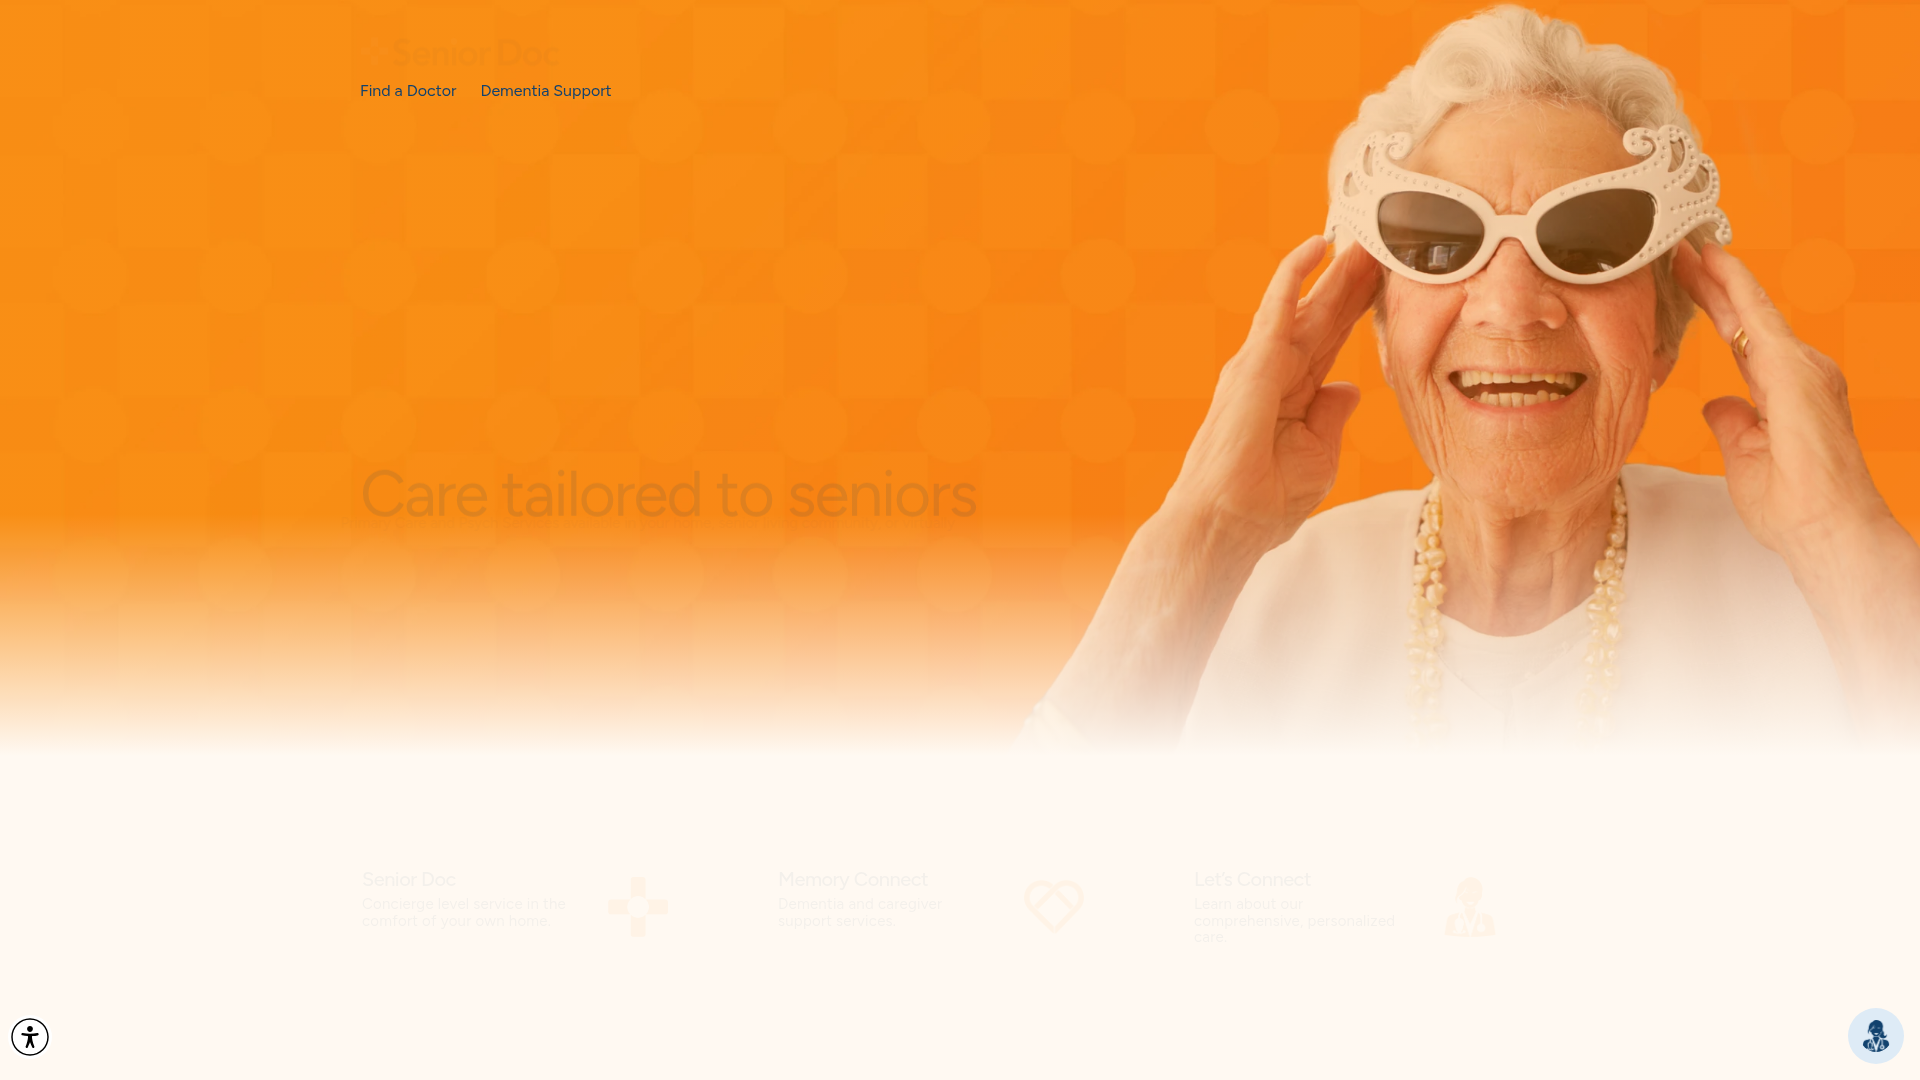 Senior Doc
Find a Doctor Dementia Support
Care tailored to seniors
Senior Doc
Concierge level service in the
comfort of your own home.
Memory Connect
Dementia and caregiver
support services.
Let's Connect
Learn about our
comprehensive, personalized
care.